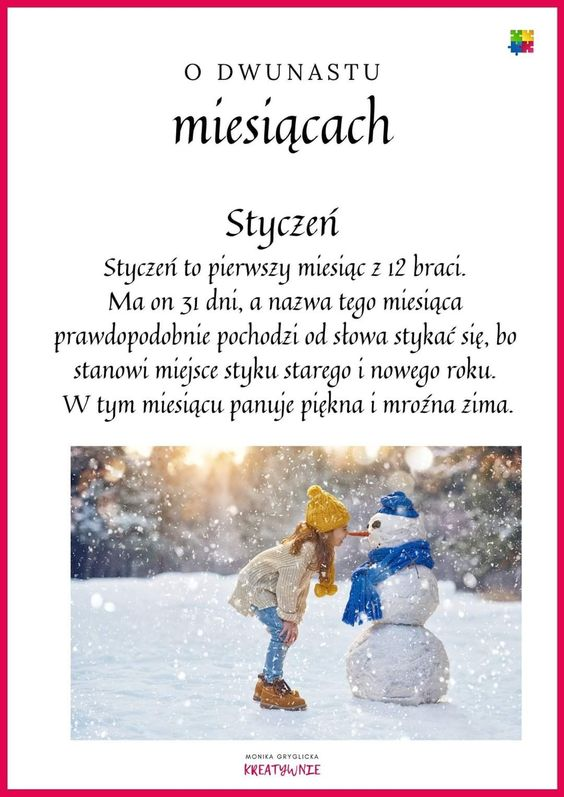 O DWUNASTU
miesiącach
Styczeń
Styczeń to pierwszy miesiąc z 12 braci.
Ma on 31 dni, a nazwa tego miesiąca
prawdopodobnie pochodzi od słowa stykać się, bo
stanowi miejsce styku starego i nowego roku.
W tym miesiącu panuje piękna i mroźna zima.
MONIKA GRYGLICKA
KREATYWNIE